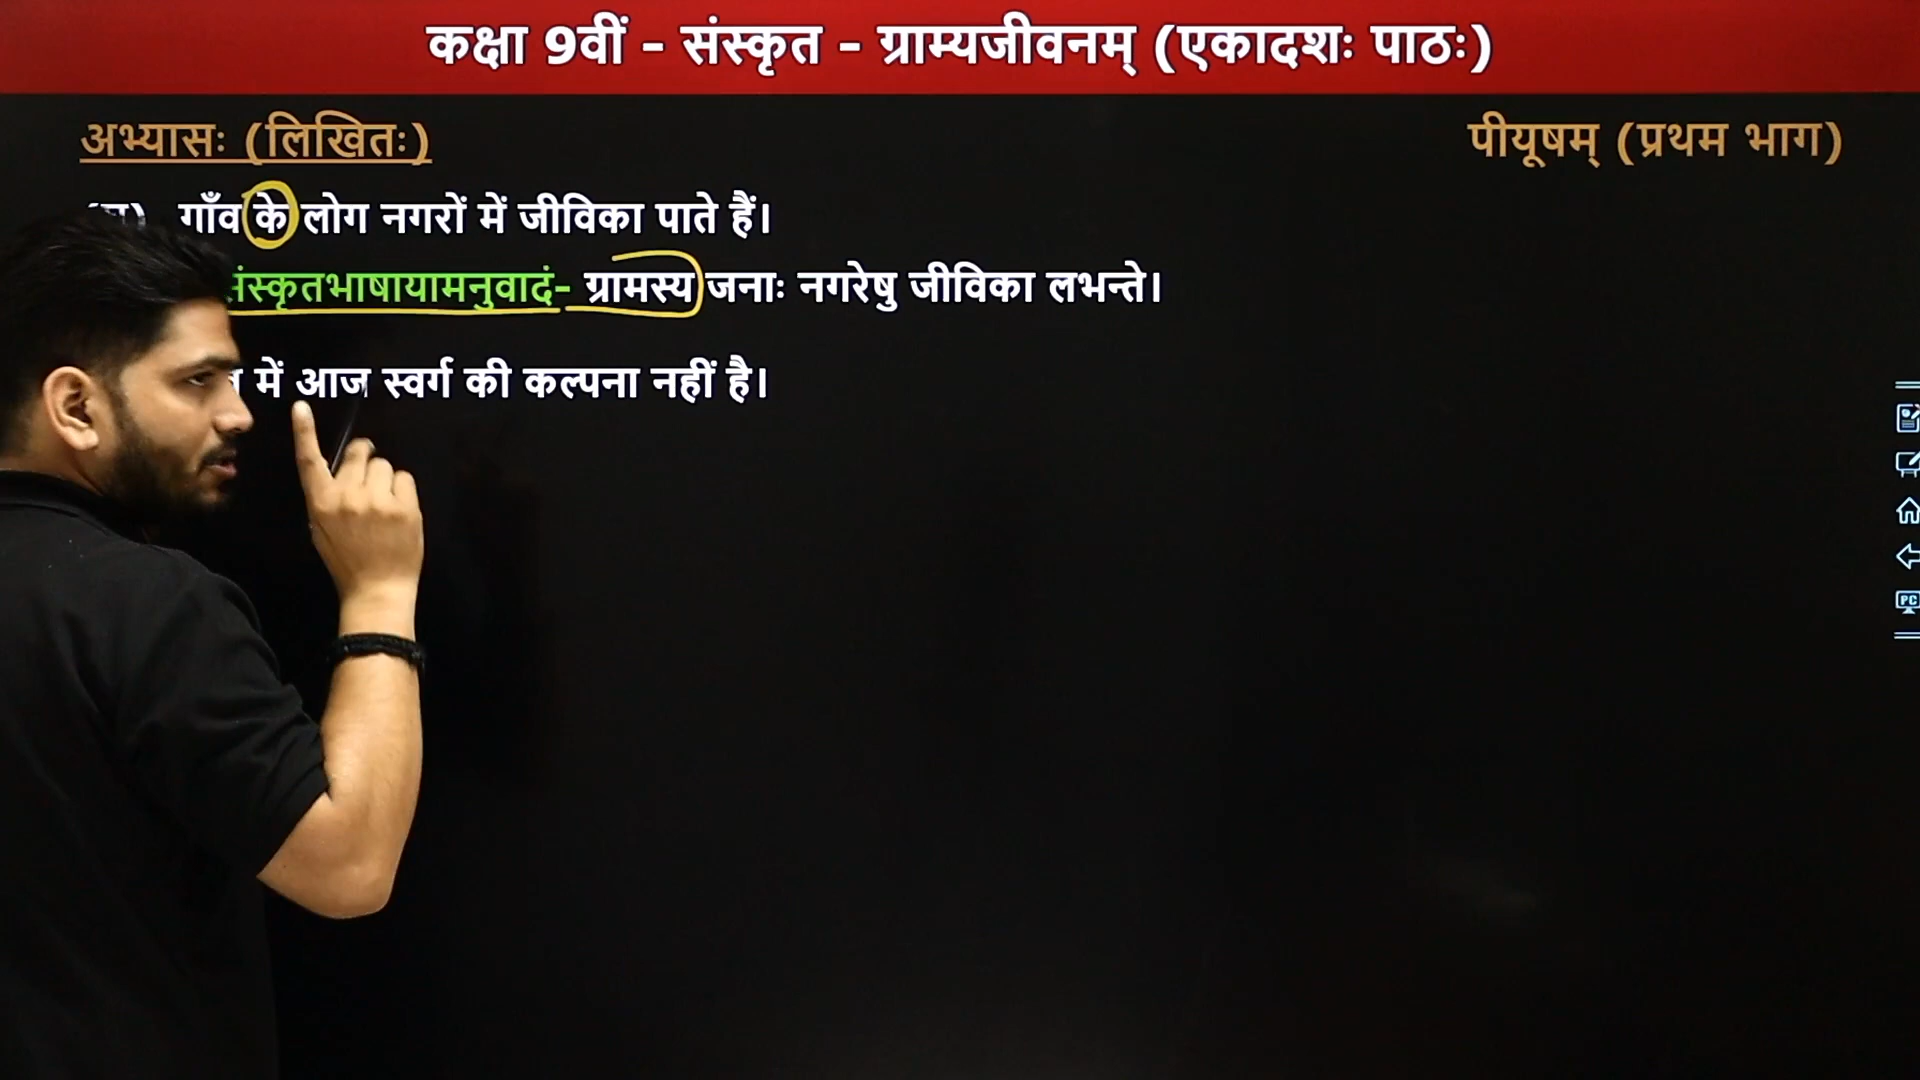 कक्षा 9वीं - संस्कृत - ग्राम्यजीवनम् (एकादशः पाठः)
अभ्यासः (लिखितः)
पीयूषम् (प्रथम भाग)
गाँव के लोग नगरों में जीविका पाते हैं।
संस्कृतभाषायामनुवादं- ग्रामस्य जनाः नगरेषु जीविका लभन्ते।
में आज स्वर्ग की कल्पना नहीं है।
PC